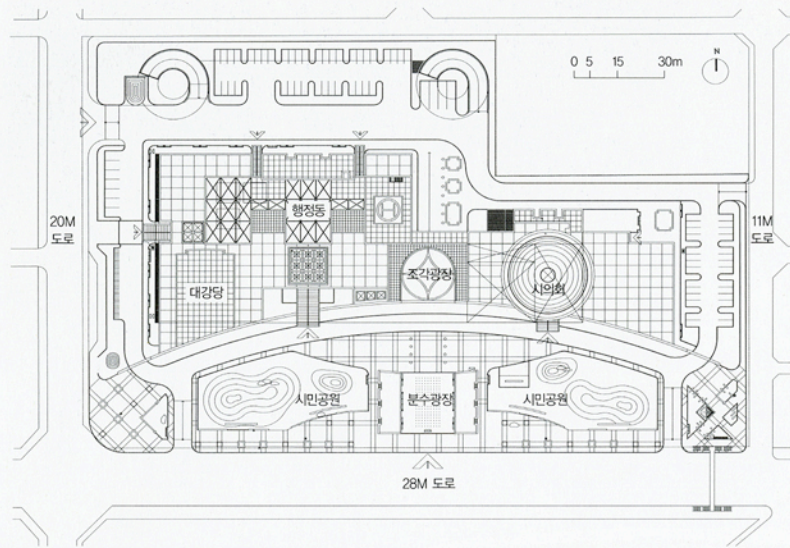 N
0 5 15 30m
20M
도로
11M
도로
행정동
조각광장
시의회
대강당
시민공원
분수광장
시민공원
28M 도로